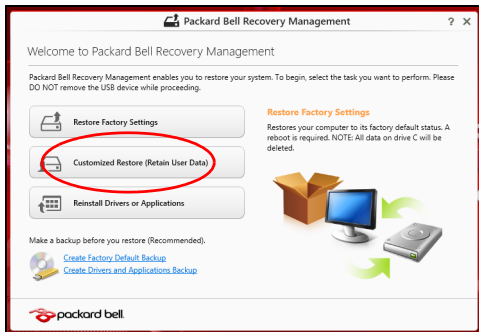 Packard Bell Recovery Management
? X
Welcome to Packard Bell Recovery Management
Packard Bell Recovery Management enables you to restore your system. To begin, select the task you want to perform. Please
DO NOT remove the USB device while proceeding.
Restore Factory Settings
Customized Restore (Retain User Data)
Reinstall Drivers or Applications
Restore Factory Settings
Restores your computer to its factory default status. A
reboot is required. NOTE: All data on drive C will be
deleted.
Make a backup before you restore (Recommended).
Create Factory Default Backup
Create Drivers and Applications Backup
packard bell